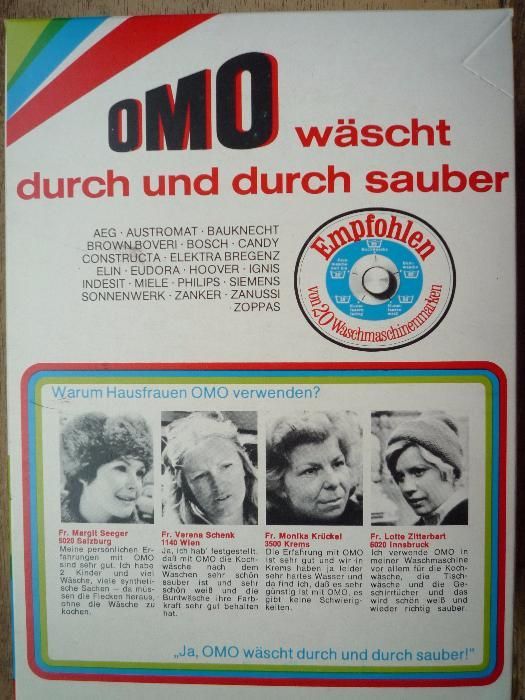 OMO wäscht
durch und durch sauber
AEG · AUSTROMAT · BAUKNECHT
BROWN BOVERI · BOSCH · CANDY
CONSTRUCTA · ELEKTRA BREGENZ
ELIN · EUDORA · HOOVER · IGNIS
INDESIT · MIELE · PHILIPS · SIEMENS
SONNENWERK · ZANKER · ZANUSSI
ZOPPAS
Empfohlen
von 20 Waschmaschinenmarken
Warum Hausfrauen OMO verwenden?
Fr. Margit Seeger
5020 Salzburg
Meine persönlichen Er-
fahrungen mit OMO
sind sehr gut. Ich habe
2 Kinder und viel
Wäsche, viele syntheti-
sche Sachen – da müs-
sen die Flecken heraus,
ohne die Wäsche zu
kochen.
Fr. Verena Schenk
1140 Wien
Ja, ich hab' festgestellt,
daß mit OMO die Koch-
wäsche nach dem
Waschen sehr schön
sauber ist und sehr
schön weiß und die
Buntwäsche ihre Farb-
kraft sehr gut behalten
hat.
Fr. Monika Krückel
3500 Krems
Die Erfahrung mit OMO
ist sehr gut und wir in
Krems haben ja leider
sehr hartes Wasser und
da find ich, daß es sehr
günstig ist mit OMO, es
gibt keine Schwierig-
keiten.
Fr. Lotte Zitterbart
6020 Innsbruck
Ich verwende OMO in
meiner Waschmaschine
vor allem für die Koch-
wäsche, die Tisch-
wäsche und die Ge-
schirrtücher und das
wird schön weiß und
wieder richtig sauber.
„Ja, OMO wäscht durch und durch sauber!"